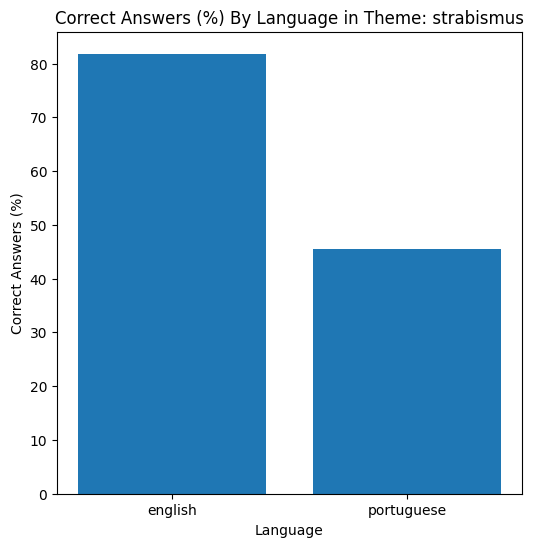 Correct Answers (%) By Language in Theme: strabismus
80
70
60
50
40
30
20
10
0
Correct Answers (%)
english portuguese
Language